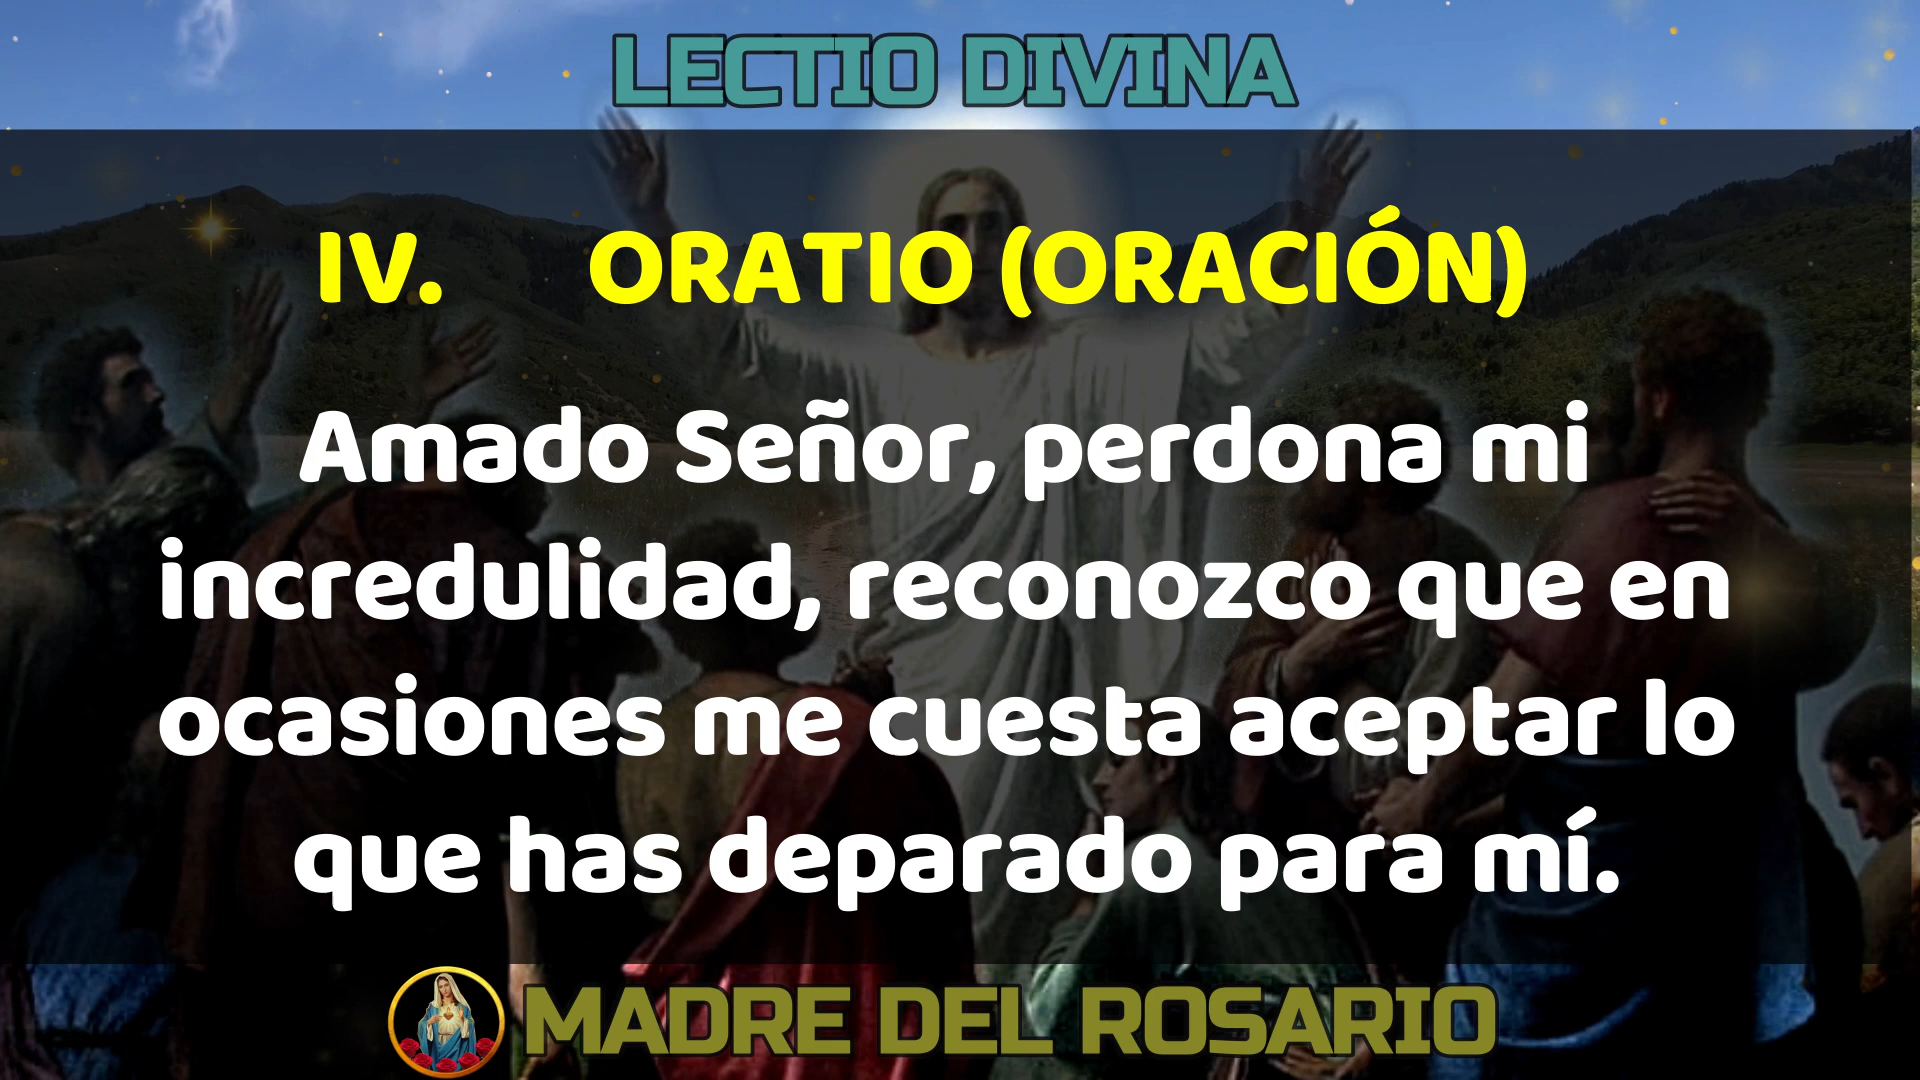 LECTIO DIVINA
IV. ORATIO (ORACIÓN)
Amado Señor, perdona mi
incredulidad, reconozco que en
ocasiones me cuesta aceptar lo
que has deparado para mí.
MADRE DEL ROSARIO